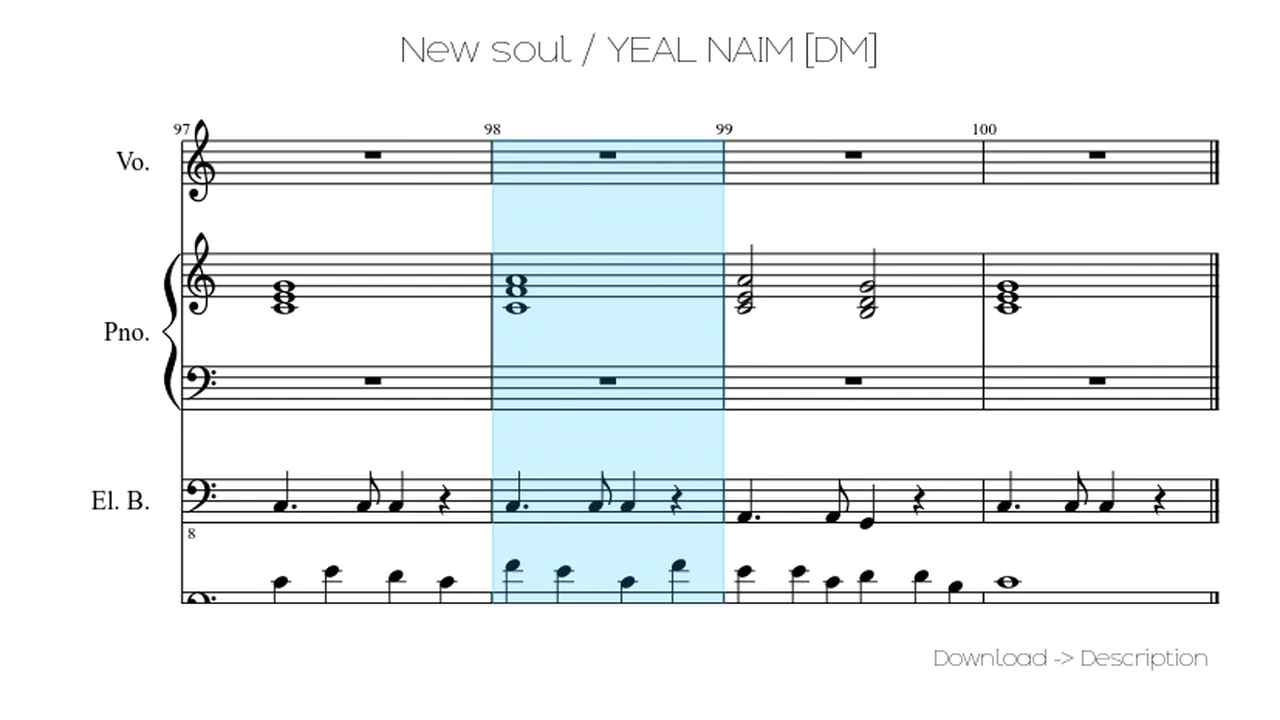 New soul / YEAL NAIM [DM]
97 98 99 100
Vo.
Pno.
El. B.
8
Download -> Description